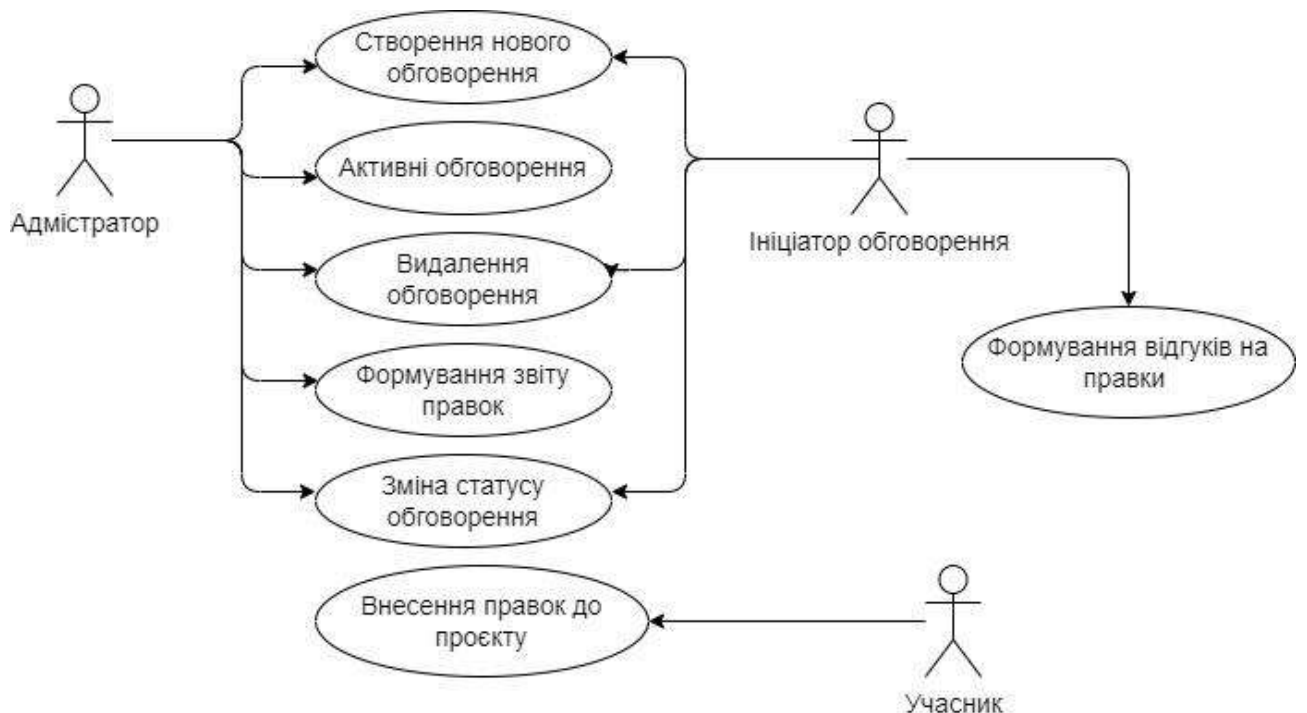 Створення нового
обговорення
Активні обговорення
Адмістратор
Ініціатор обговорення
Видалення
обговорення
Формування відгуків на
правки
Формування звіту
правок
Зміна статусу
обговорення
Внесення правок до
проєкту
Учасник